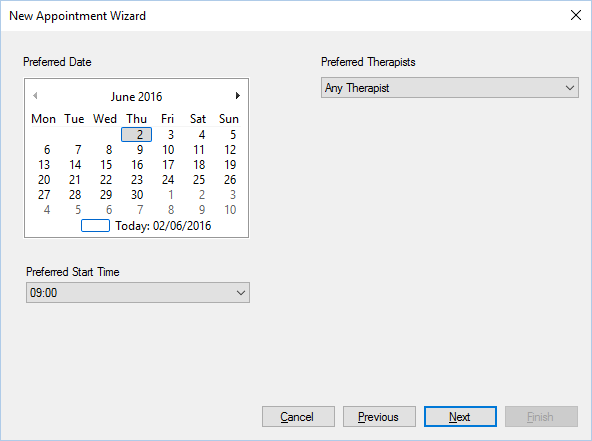 New Appointment Wizard
Preferred Date
Preferred Therapists
June 2016
Any Therapist
Mon Tue Wed Thu Fri Sat Sun
2 3 4 5
6 7 8 9 10 11 12
13 14 15 16 17 18 19
20 21 22 23 24 25 26
27 28 29 30 1 2 3
4 5 6 7 8 9 10
Today: 02/06/2016
Preferred Start Time
09:00
Cancel Previous Next Finish